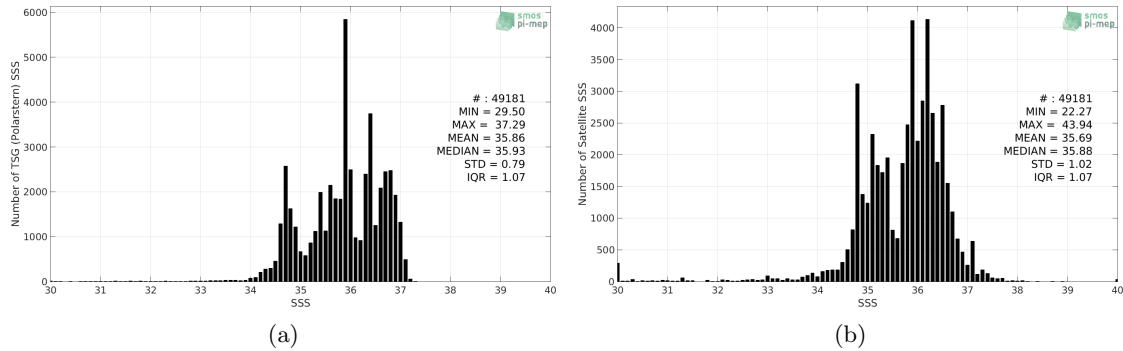 smos
pi-mep
Number of TSG (Polarstern) SSS
6000
5000
4000
3000
2000
1000
0
# : 49181
MIN = 29.50
MAX = 37.29
MEAN = 35.86
MEDIAN = 35.93
STD = 0.79
IQR = 1.07
30 31 32 33 34 35 36 37 38 39 40
SSS
(a)
smos
pi-mep
Number of Satellite SSS
4000
3500
3000
2500
2000
1500
1000
500
0
# : 49181
MIN = 22.27
MAX = 43.94
MEAN = 35.69
MEDIAN = 35.88
STD = 1.02
IQR = 1.07
30 31 32 33 34 35 36 37 38 39 40
SSS
(b)